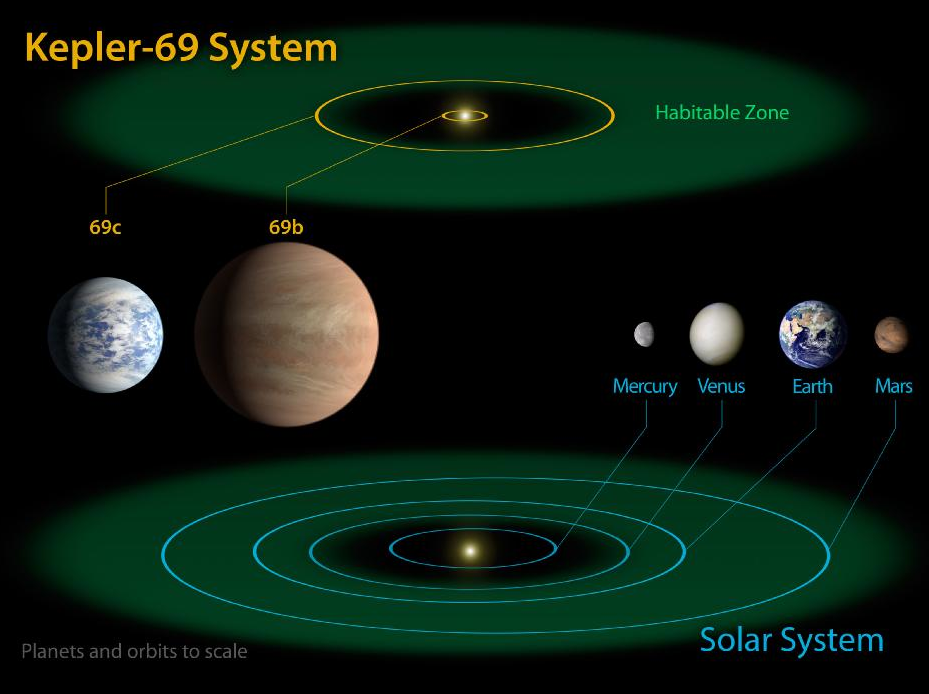 Kepler-69 System
Habitable Zone
69c
69b
Mercury
Venus
Earth
Mars
Solar System
Planets and orbits to scale